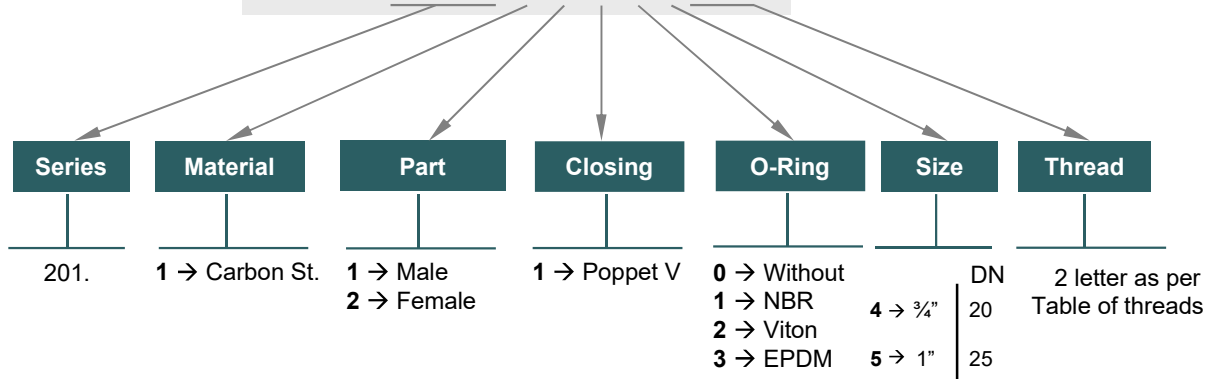 Series
Material
Part
Closing
O-Ring
Size
Thread
201.
1 → Carbon St.
1 → Male
2 → Female
1 → Poppet V
0 → Without
1 → NBR
2 → Viton
3 → EPDM
DN
4 → ¾” 20
5 → 1” 25
2 letter as per
Table of threads